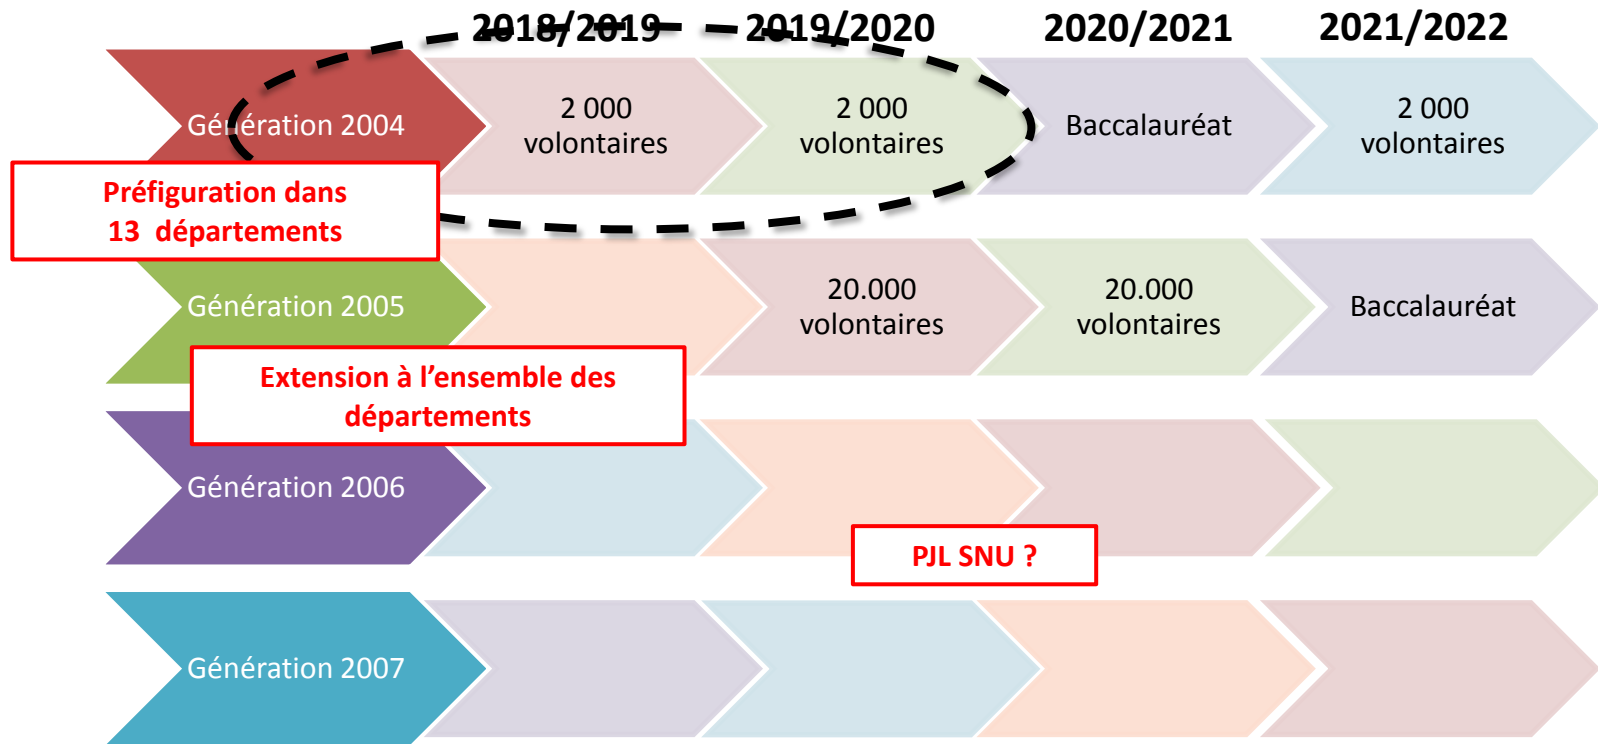 2018/2019 2019/2020 2020/2021 2021/2022
Génération 2004
2 000
volontaires
2 000
volontaires
Baccalauréat
2 000
volontaires
Préfiguration dans
13 départements
Génération 2005
20.000
volontaires
20.000
volontaires
Baccalauréat
Extension à l’ensemble des
départements
Génération 2006
PJL SNU ?
Génération 2007